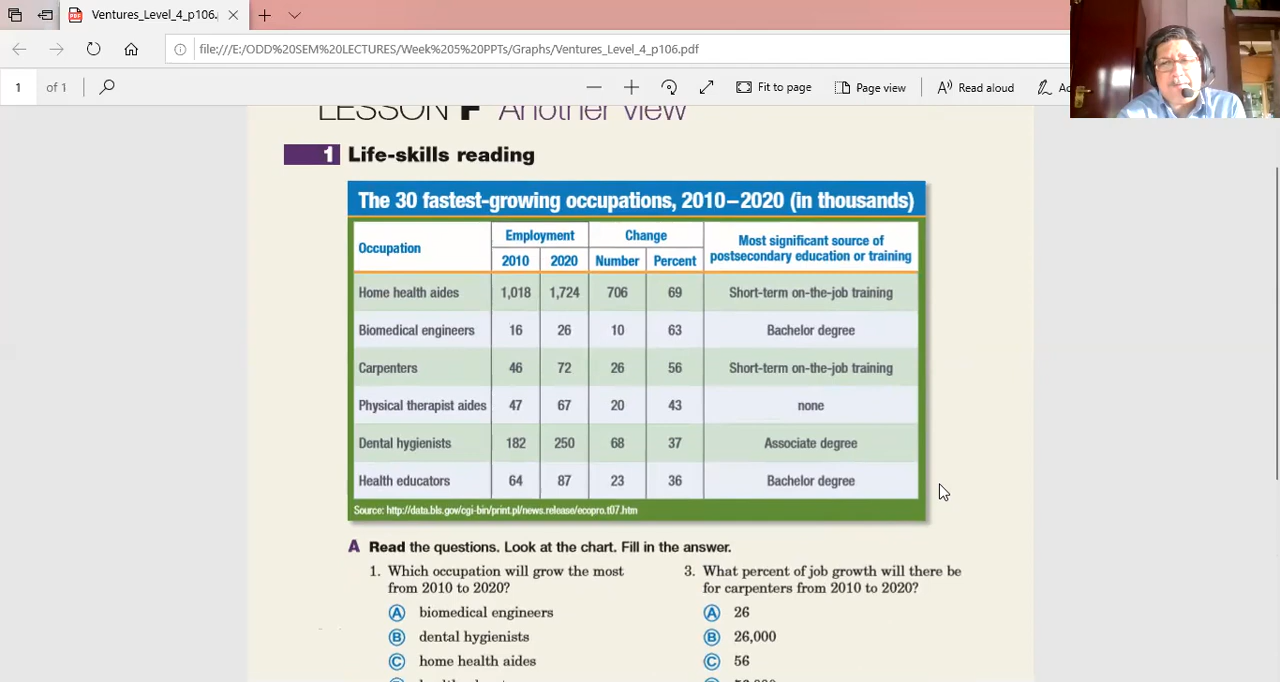 Ventures_Level_4_p106.
file:///E:/ODD%20SEM%20LECTURES/Week%205%20PPTs/Graphs/Ventures_Level_4_p106.pdf
1 of 1
Fit to page
Page view
Read aloud
LESSON F Another view
1 Life-skills reading
The 30 fastest-growing occupations, 2010–2020 (in thousands)
Occupation Employment Change Most significant source of postsecondary education or training
2010 2020 Number Percent
Home health aides 1,018 1,724 706 69 Short-term on-the-job training
Biomedical engineers 16 26 10 63 Bachelor degree
Carpenters 46 72 26 56 Short-term on-the-job training
Physical therapist aides 47 67 20 43 none
Dental hygienists 182 250 68 37 Associate degree
Health educators 64 87 23 36 Bachelor degree
Source: http://data.bls.gov/cgi-bin/print.pl/news.release/ecopro.t07.htm
A Read the questions. Look at the chart. Fill in the answer.
1. Which occupation will grow the most
from 2010 to 2020?
A biomedical engineers
B dental hygienists
C home health aides
3. What percent of job growth will there be
for carpenters from 2010 to 2020?
A 26
B 26,000
C 56